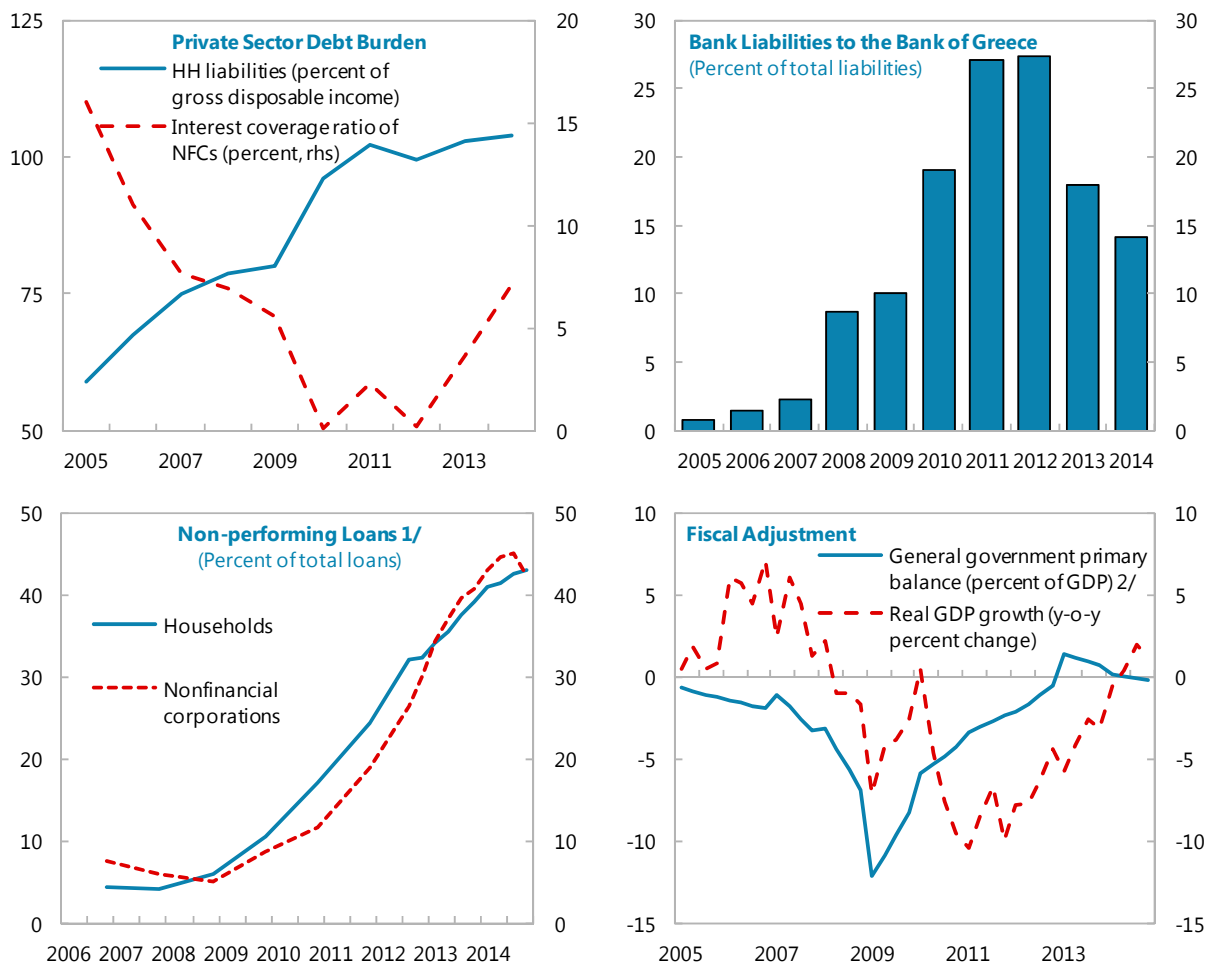 Private Sector Debt Burden
HH liabilities (percent of
gross disposable income)
Interest coverage ratio of
NFCs (percent, rhs)
125
100
75
50
20
15
10
5
0
2005 2007 2009 2011 2013
Bank Liabilities to the Bank of Greece
(Percent of total liabilities)
30
25
20
15
10
5
0
30
25
20
15
10
5
0
2005 2006 2007 2008 2009 2010 2011 2012 2013 2014
Non-performing Loans 1/
(Percent of total loans)
Households
Nonfinancial
corporations
50
40
30
20
10
0
50
40
30
20
10
0
2006 2007 2008 2009 2010 2011 2012 2013 2014
Fiscal Adjustment
General government primary
balance (percent of GDP) 2/
Real GDP growth (y-o-y
percent change)
10
5
0
-5
-10
-15
10
5
0
-5
-10
-15
2005 2007 2009 2011 2013